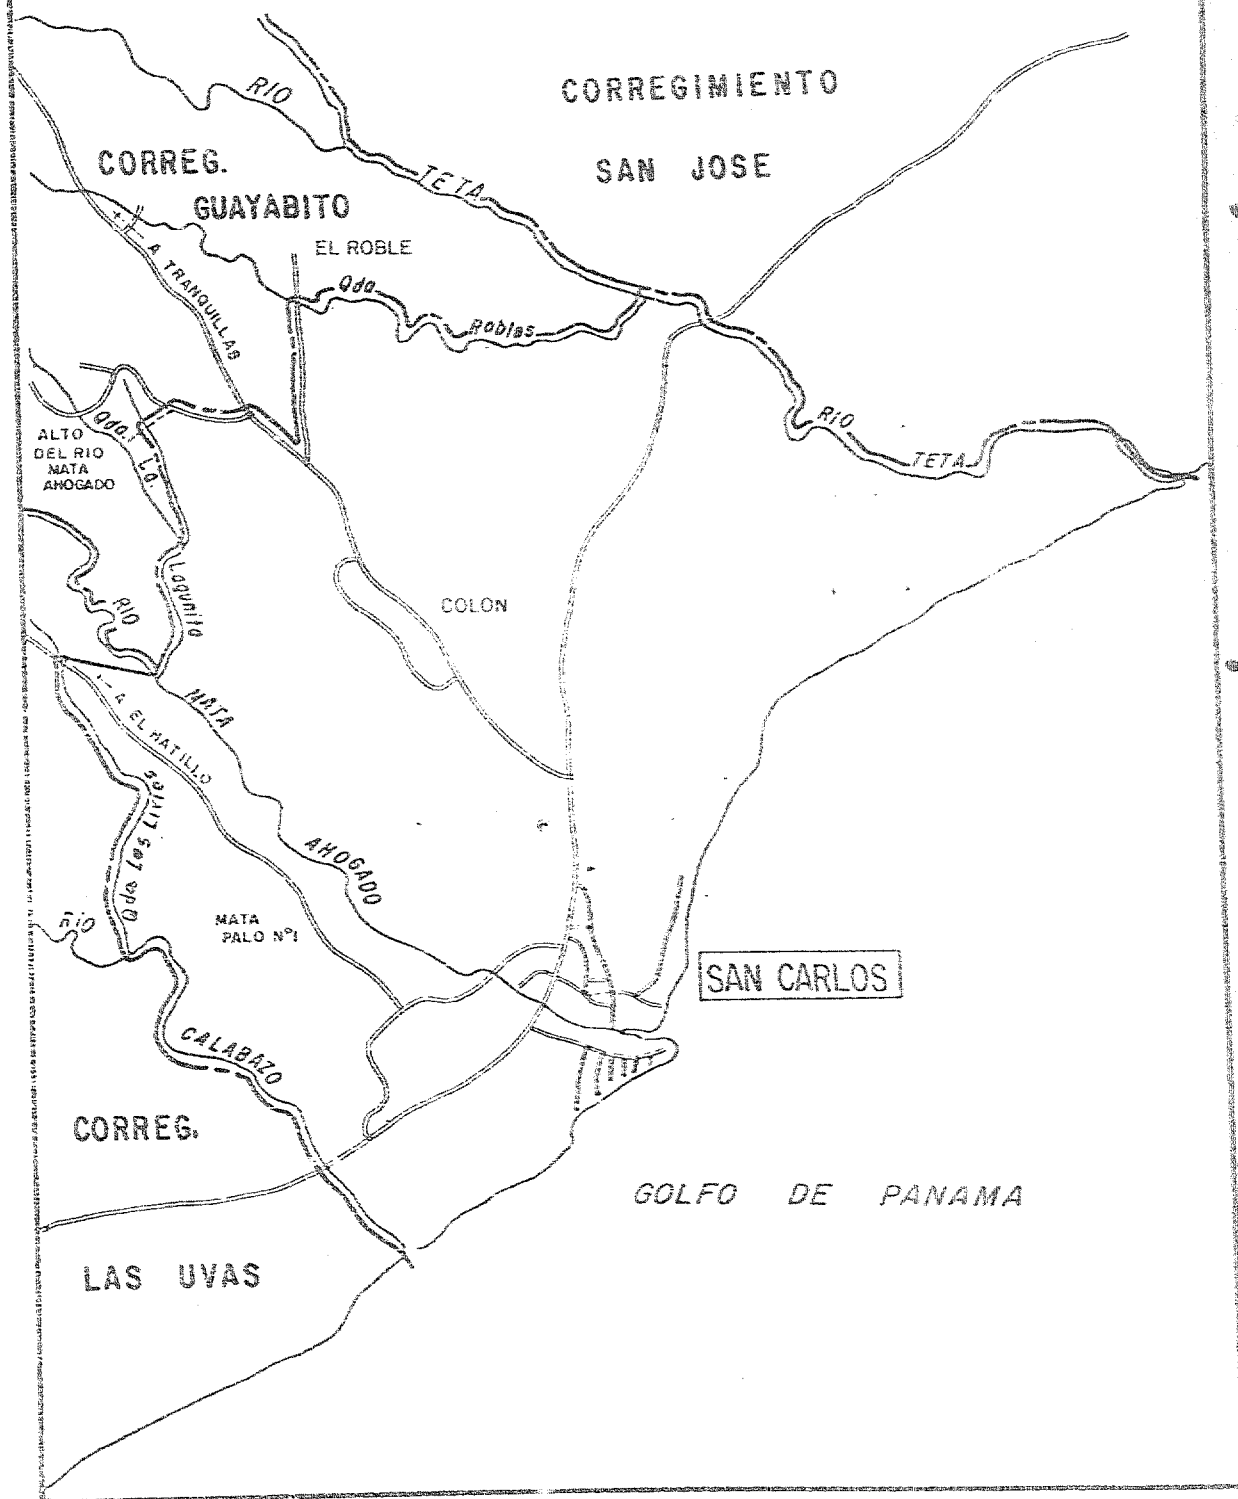 RIO
CORREGIMIENTO
SAN JOSE
CORREG.
GUAYABITO
TETA
EL ROBLE
A TRANQUILLAS
Qda
Robles
Qda.
La.
ALTO
DEL RIO
MATA
AHOGADO
RIO
TETA
Lagunita
RIO
COLON
MATA
A EL HATILLO
Qda Los
AHOGADO
RIO
MATA
PALO Nº1
SAN CARLOS
CALABAZO
CORREG.
GOLFO DE PANAMA
LAS UVAS